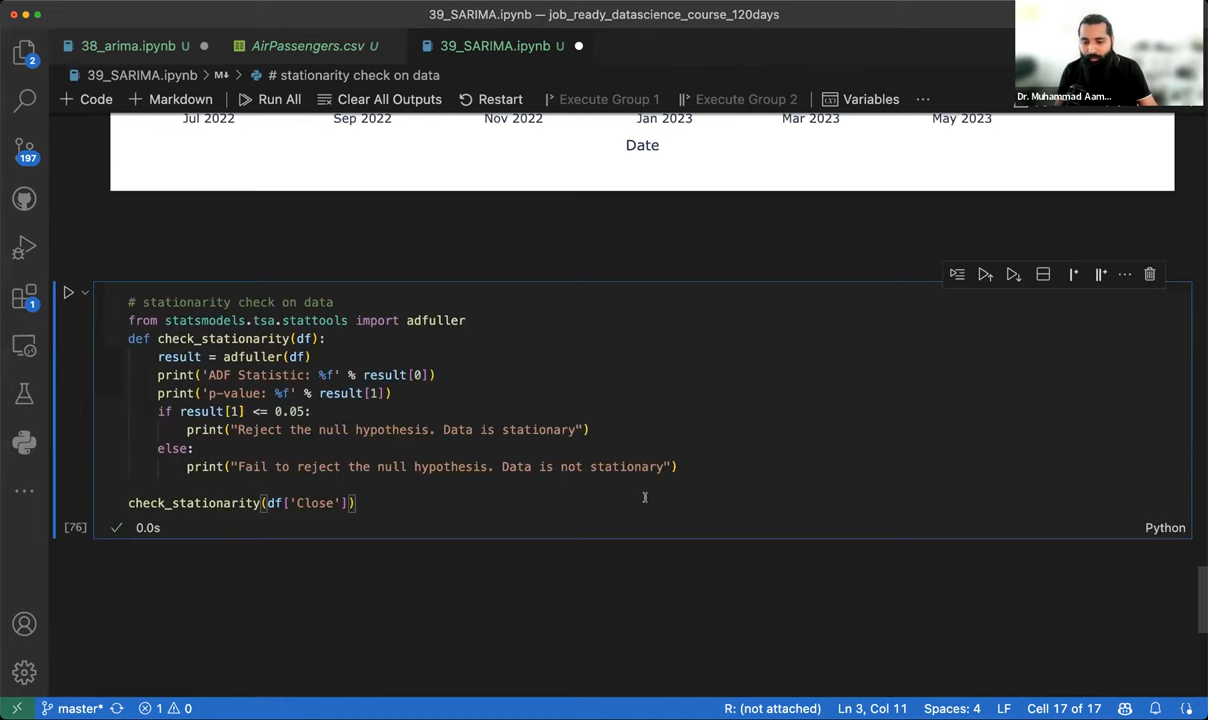 39_SARIMA.ipynb — job_ready_datascience_course_120days
38_arima.ipynb U
AirPassengers.csv U
39_SARIMA.ipynb U
39_SARIMA.ipynb > M↓ > # stationarity check on data
+ Code + Markdown Run All Clear All Outputs Restart Execute Group 1 Execute Group 2 Variables ...
Dr. Muhammad Aam...
2
197
1
Jul 2022 Sep 2022 Nov 2022 Jan 2023 Mar 2023 May 2023
Date
# stationarity check on data
from statsmodels.tsa.stattools import adfuller
def check_stationarity(df):
    result = adfuller(df)
    print('ADF Statistic: %f' % result[0])
    print('p-value: %f' % result[1])
    if result[1] <= 0.05:
        print("Reject the null hypothesis. Data is stationary")
    else:
        print("Fail to reject the null hypothesis. Data is not stationary")
check_stationarity(df['Close'])
[76] ✓ 0.0s Python
master* 1 0 R: (not attached) Ln 3, Col 11 Spaces: 4 LF Cell 17 of 17